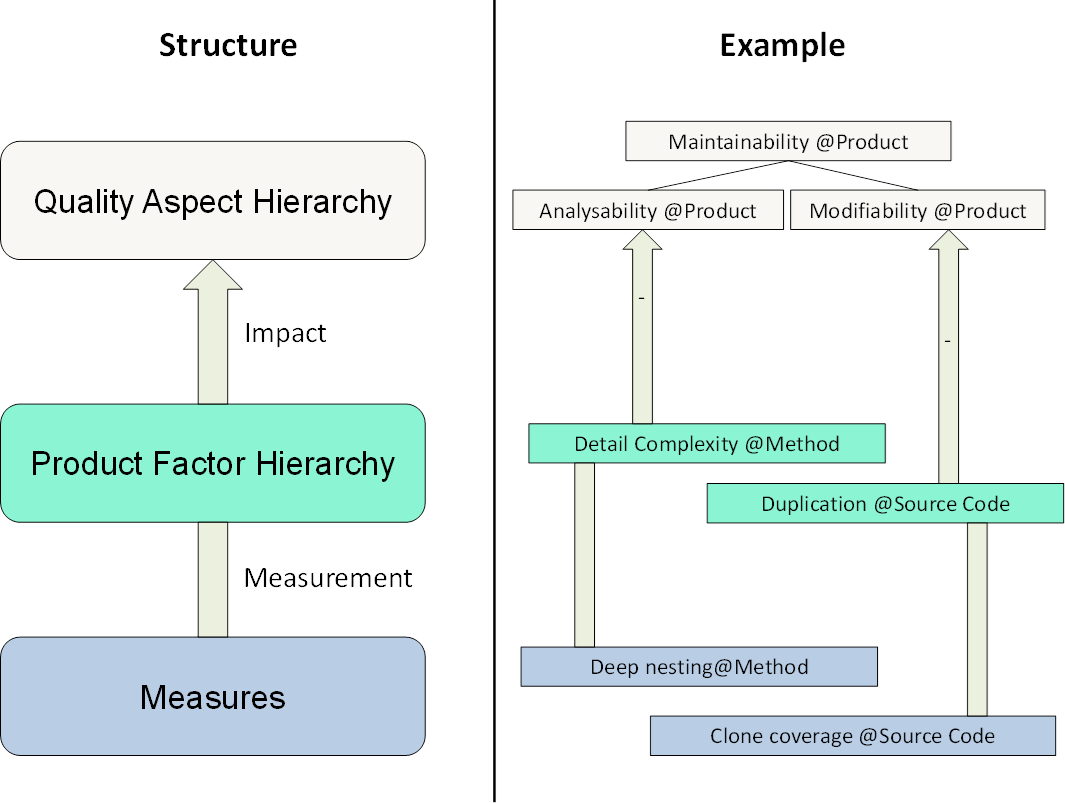 Structure
Quality Aspect Hierarchy
Impact
Product Factor Hierarchy
Measurement
Measures
Example
Maintainability @Product
Analysability @Product
Modifiability @Product
-
-
Detail Complexity @Method
Duplication @Source Code
Deep nesting@Method
Clone coverage @Source Code